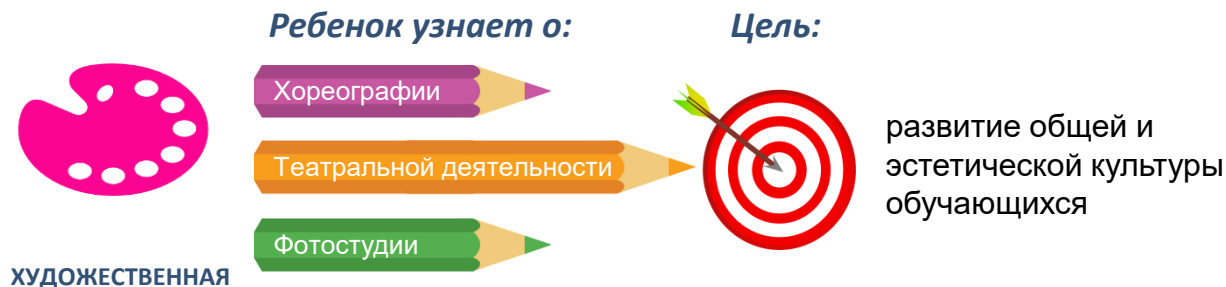 Ребенок узнает о:
Цель:
Хореографии
Театральной деятельности
Фотостудии
развитие общей и
эстетической культуры
обучающихся
ХУДОЖЕСТВЕННАЯ